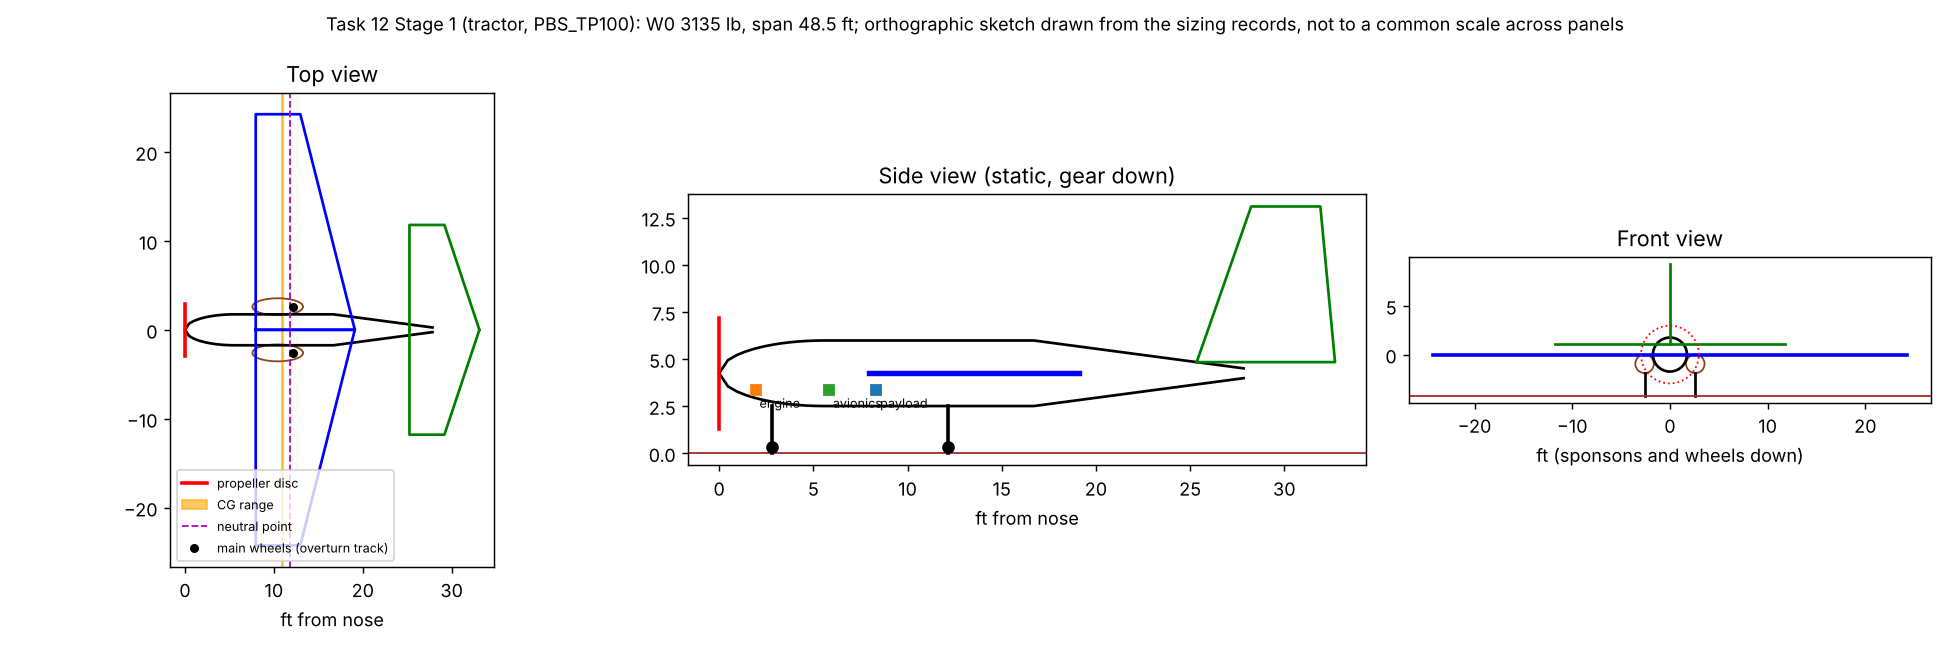 Task 12 Stage 1 (tractor, PBS_TP100): W0 3135 lb, span 48.5 ft; orthographic sketch drawn from the sizing records, not to a common scale across panels
Top view
20
10
0
−10
−20
propeller disc
CG range
neutral point
main wheels (overturn track)
0 10 20 30
ft from nose
Side view (static, gear down)
12.5
10.0
7.5
5.0
2.5
0.0
engine avionics payload
0 5 10 15 20 25 30
ft from nose
Front view
5
0
−20 −10 0 10 20
ft (sponsons and wheels down)